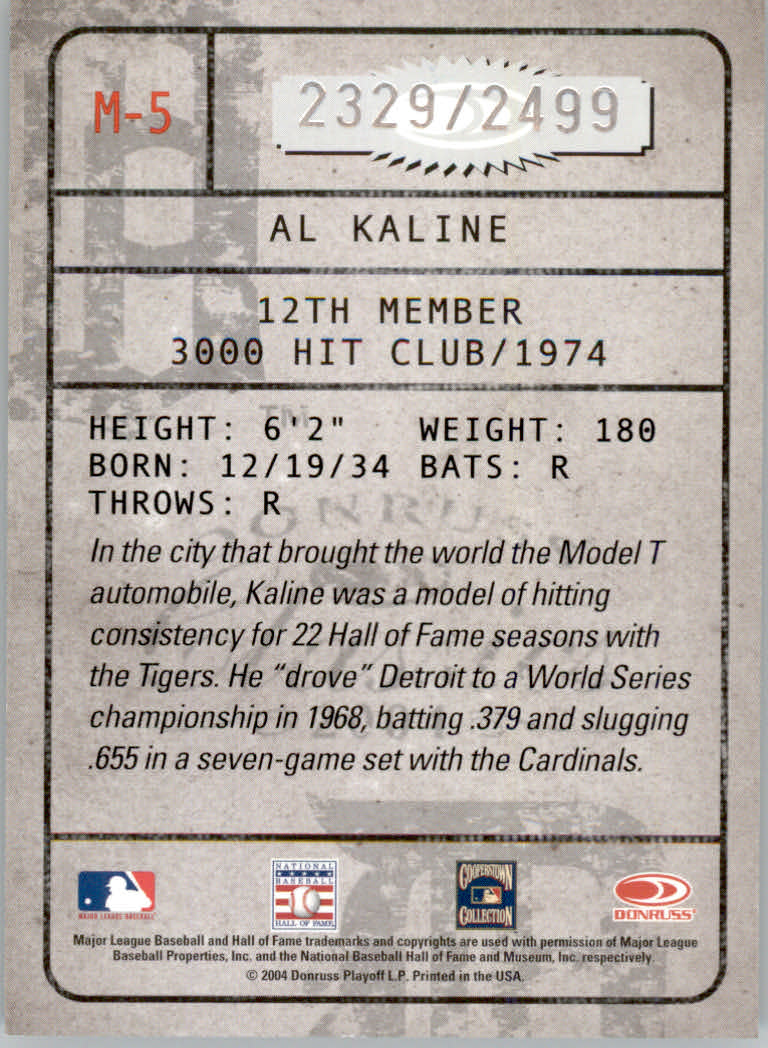 M-5
2329/2499
AL KALINE
12TH MEMBER
3000 HIT CLUB/1974
HEIGHT: 6'2" WEIGHT: 180
BORN: 12/19/34 BATS: R
THROWS: R
In the city that brought the world the Model T
automobile, Kaline was a model of hitting
consistency for 22 Hall of Fame seasons with
the Tigers. He “drove” Detroit to a World Series
championship in 1968, batting .379 and slugging
.655 in a seven-game set with the Cardinals.
MAJOR LEAGUE BASEBALL
NATIONAL
BASEBALL
HALL OF FAME
COOPERSTOWN
COLLECTION
DONRUSS
Major League Baseball and Hall of Fame trademarks and copyrights are used with permission of Major League
Baseball Properties, Inc. and the National Baseball Hall of Fame and Museum, Inc. respectively.
© 2004 Donruss Playoff L.P. Printed in the USA.